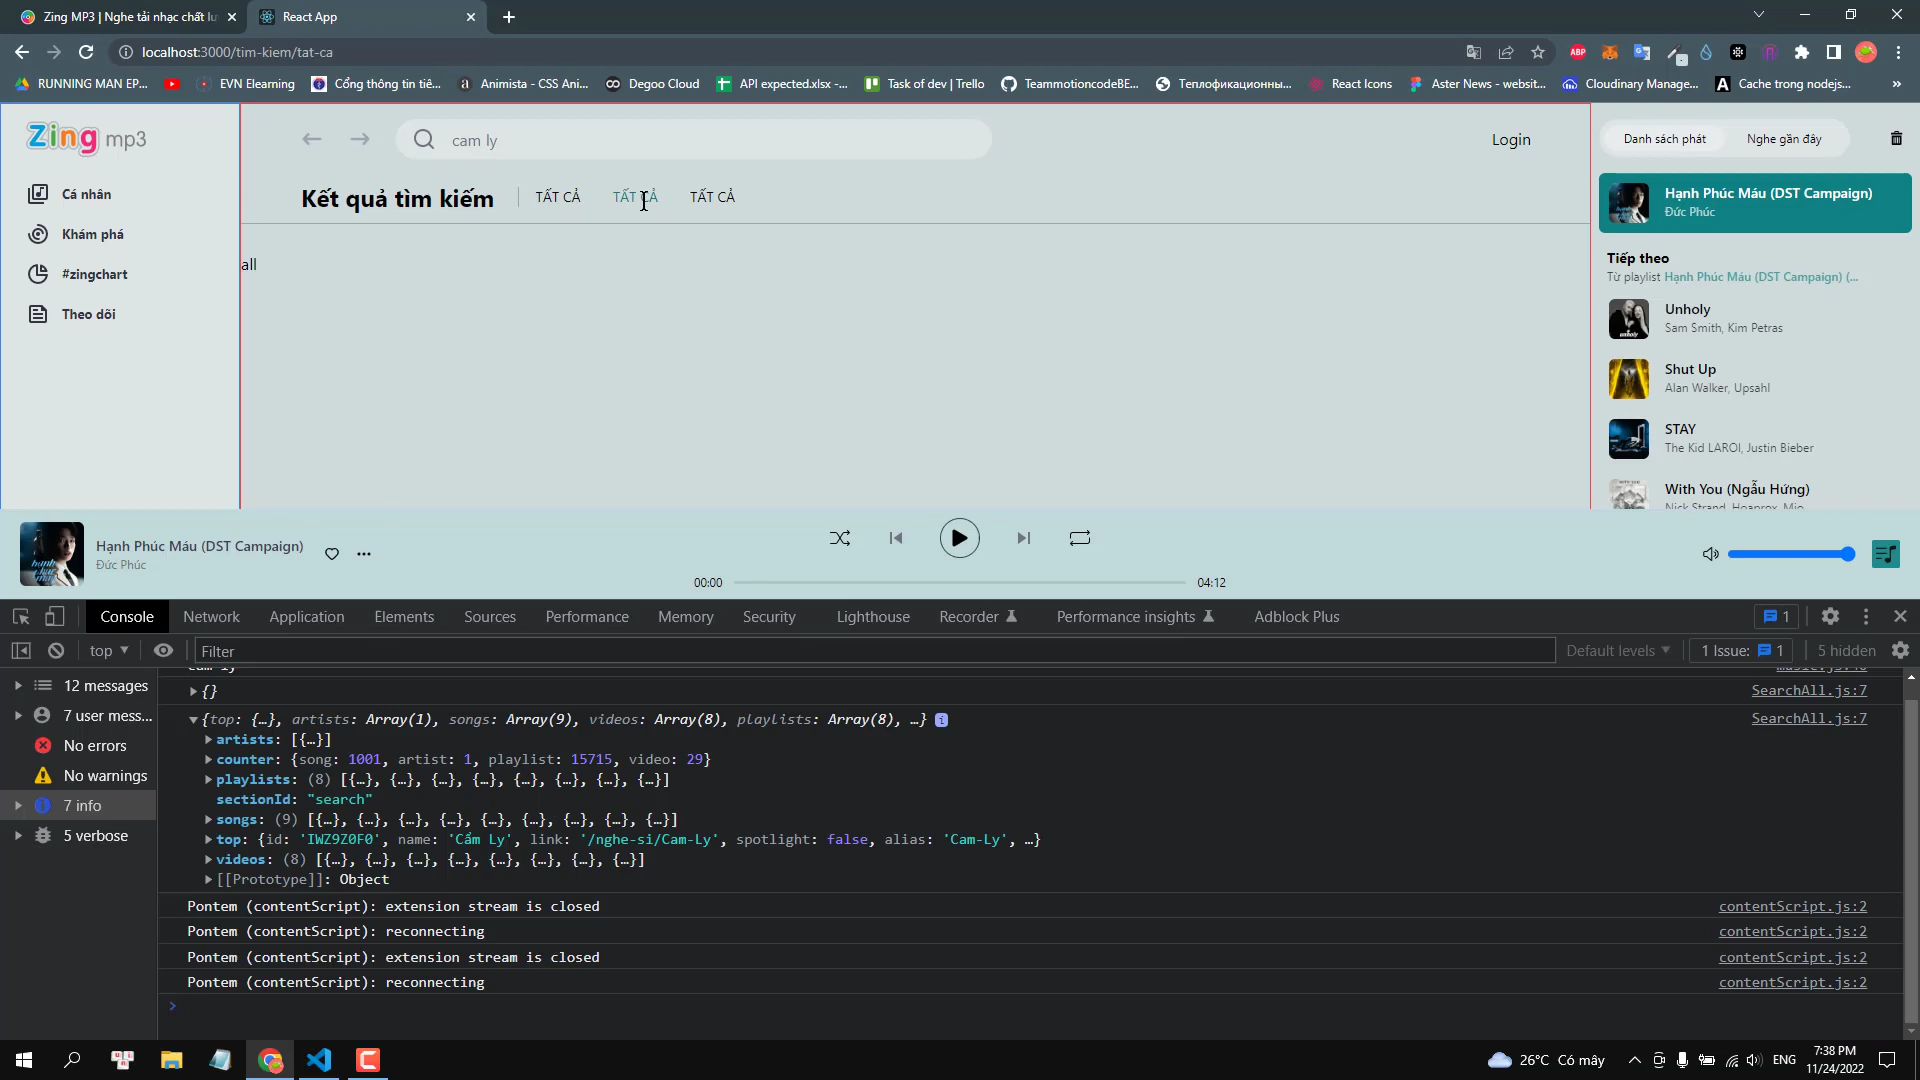 Zing MP3 | Nghe tải nhạc chất lư
React App
localhost:3000/tim-kiem/tat-ca
RUNNING MAN EP...
EVN Elearning
Cổng thông tin tiê...
Animista - CSS Ani...
Degoo Cloud
API expected.xlsx -...
Task of dev | Trello
TeammotioncodeBE...
Теплофикационны...
React Icons
Aster News - websit...
Cloudinary Manage...
Cache trong nodejs...
»
Zing mp3
Cá nhân
Khám phá
#zingchart
Theo dõi
cam ly
Login
Kết quả tìm kiếm
TẤT CẢ
TẤT CẢ
TẤT CẢ
all
Danh sách phát
Nghe gần đây
Hạnh Phúc Máu (DST Campaign)
Đức Phúc
Tiếp theo
Từ playlist Hạnh Phúc Máu (DST Campaign) (...
Unholy
Sam Smith, Kim Petras
Shut Up
Alan Walker, Upsahl
STAY
The Kid LAROI, Justin Bieber
With You (Ngẫu Hứng)
Nick Strand, Hoaprox, Mio
Hạnh Phúc Máu (DST Campaign)
Đức Phúc
00:00
04:12
Console
Network
Application
Elements
Sources
Performance
Memory
Security
Lighthouse
Recorder
Performance insights
Adblock Plus
1
top ▼
Filter
Default levels ▼
1 Issue: 1
5 hidden
12 messages
7 user mess...
No errors
No warnings
7 info
5 verbose
cam ly
music.js:40
▶{}
SearchAll.js:7
▼{top: {…}, artists: Array(1), songs: Array(9), videos: Array(8), playlists: Array(8), …} i
SearchAll.js:7
▶artists: [{…}]
▶counter: {song: 1001, artist: 1, playlist: 15715, video: 29}
▶playlists: (8) [{…}, {…}, {…}, {…}, {…}, {…}, {…}, {…}]
sectionId: "search"
▶songs: (9) [{…}, {…}, {…}, {…}, {…}, {…}, {…}, {…}, {…}]
▶top: {id: 'IWZ9Z0F0', name: 'Cẩm Ly', link: '/nghe-si/Cam-Ly', spotlight: false, alias: 'Cam-Ly', …}
▶videos: (8) [{…}, {…}, {…}, {…}, {…}, {…}, {…}, {…}]
▶[[Prototype]]: Object
Pontem (contentScript): extension stream is closed
contentScript.js:2
Pontem (contentScript): reconnecting
contentScript.js:2
Pontem (contentScript): extension stream is closed
contentScript.js:2
Pontem (contentScript): reconnecting
contentScript.js:2
>
26°C Có mây
ENG
7:38 PM
11/24/2022